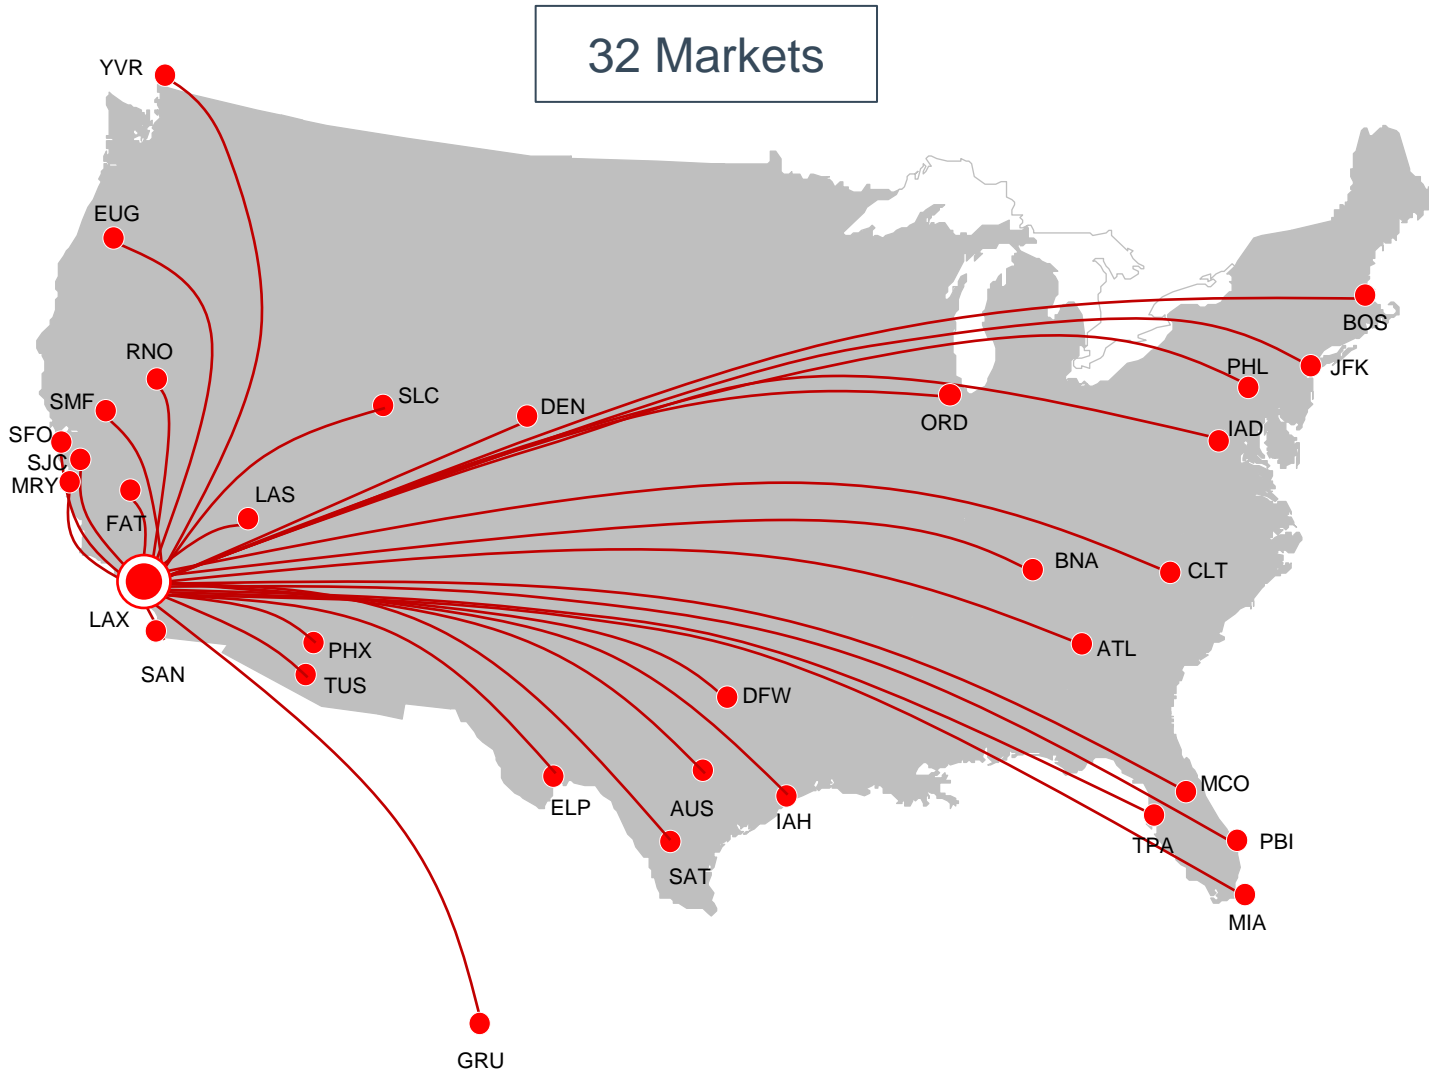 32 Markets
YVR
EUG
BOS
RNO
JFK
PHL
SLC
SMF
DEN
ORD
IAD
SFO
SJC
MRY
LAS
FAT
BNA
CLT
LAX
PHX
ATL
SAN
TUS
DFW
MCO
ELP
AUS
IAH
PBI
TPA
SAT
MIA
GRU